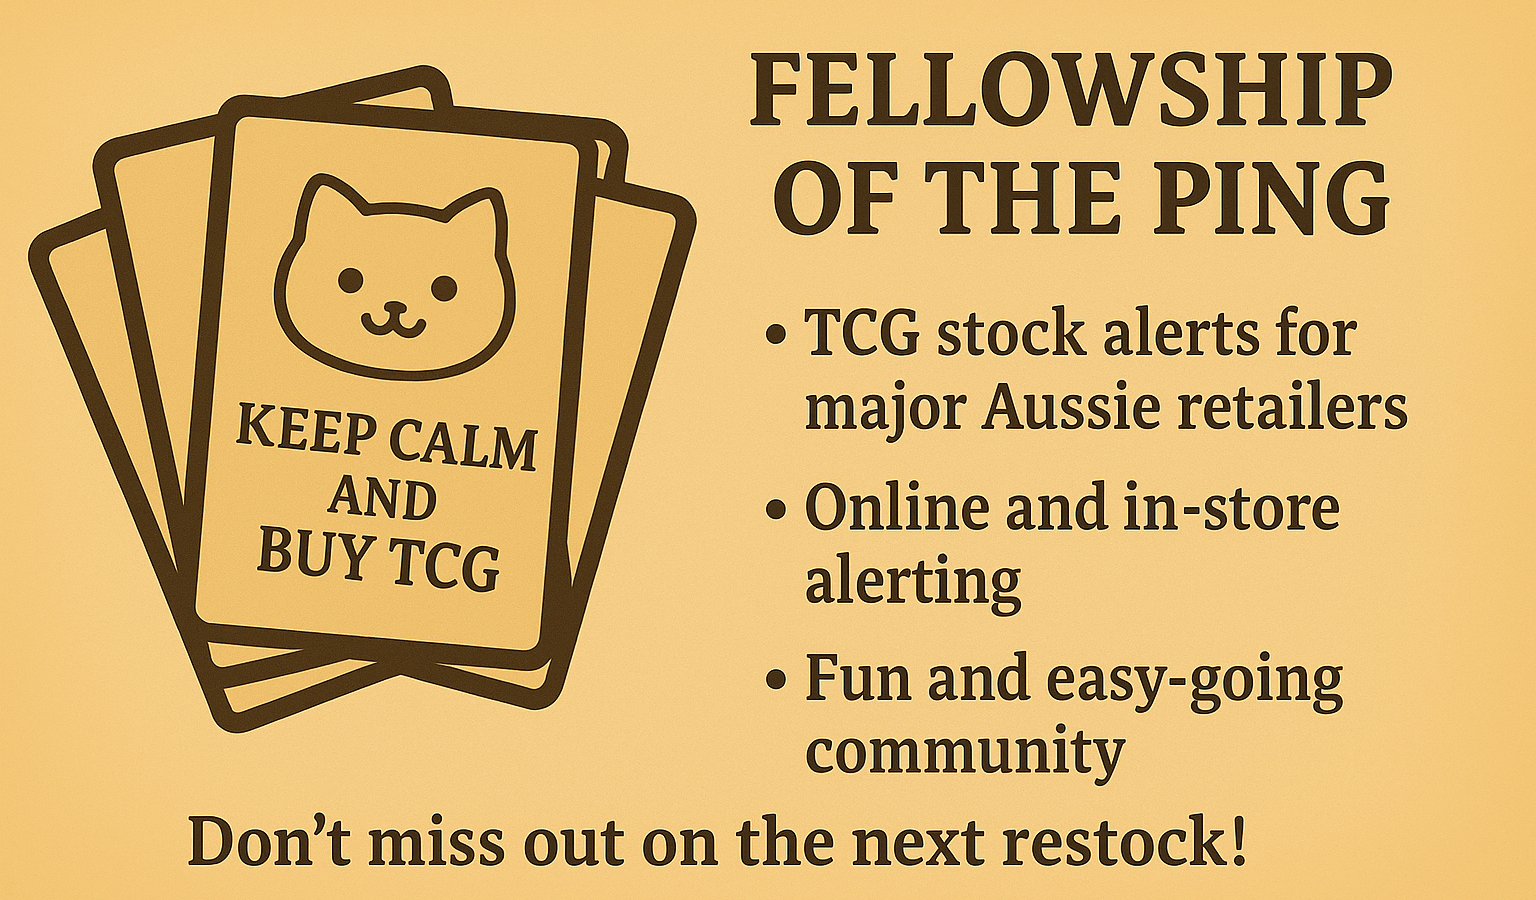 KEEP CALM
AND
BUY TCG
FELLOWSHIP
OF THE PING
• TCG stock alerts for
major Aussie retailers
• Online and in-store
alerting
• Fun and easy-going
community
Don’t miss out on the next restock!